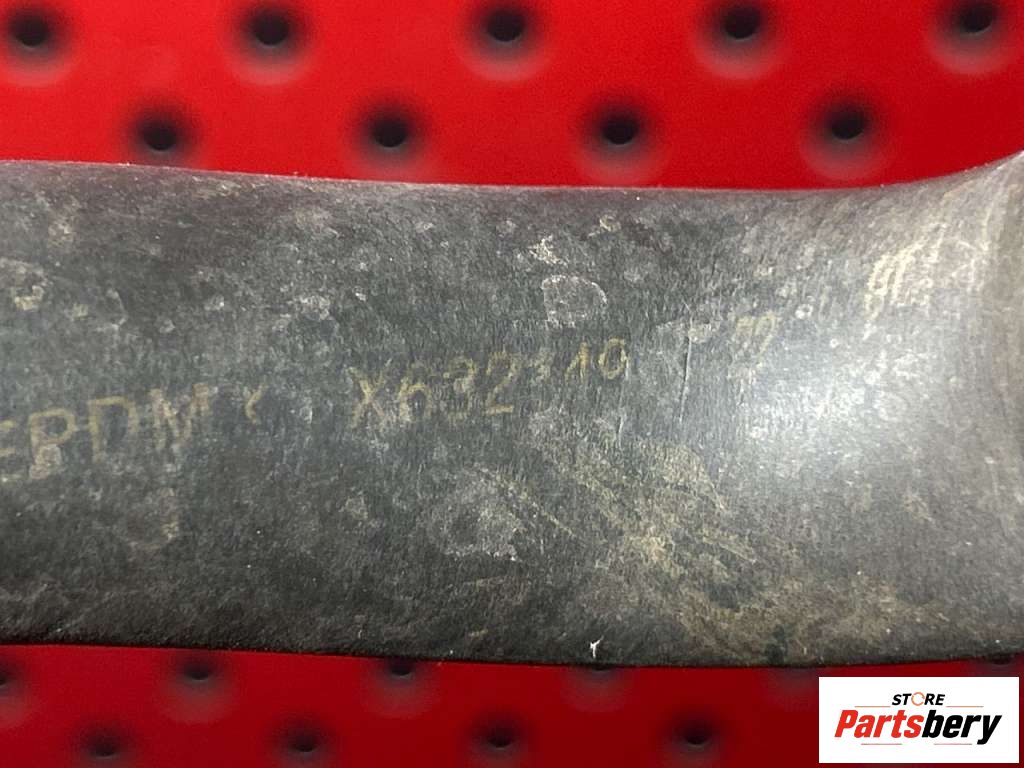 EPDM< X632319
STORE
Partsbery